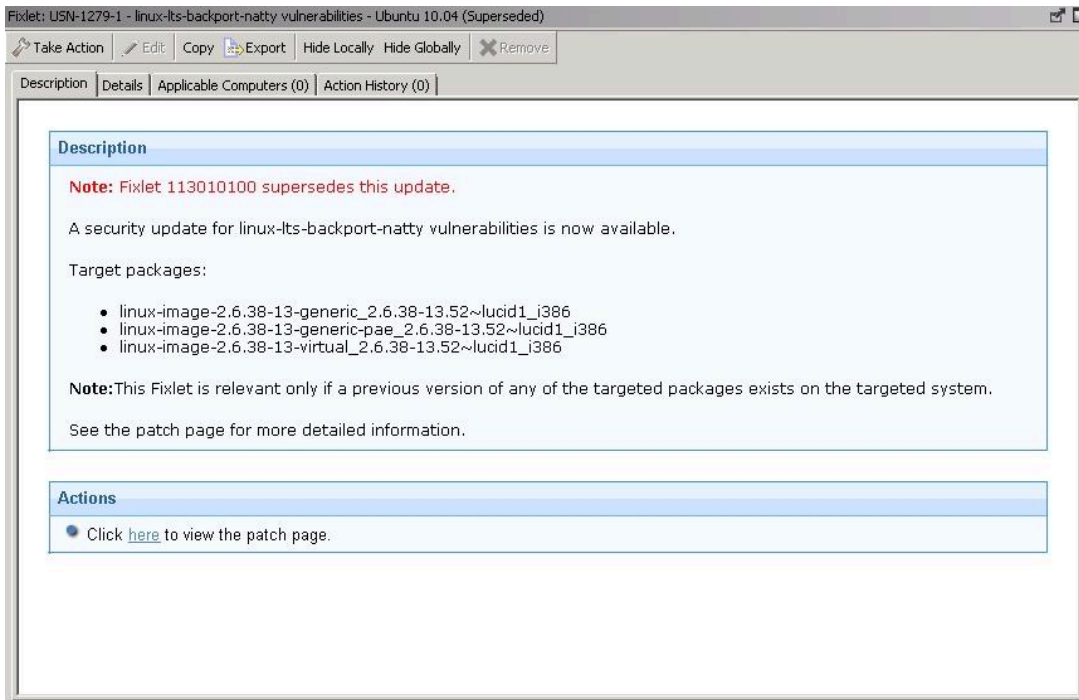 Fixlet: USN-1279-1 - linux-lts-backport-natty vulnerabilities - Ubuntu 10.04 (Superseded)
Take Action Edit Copy Export Hide Locally Hide Globally Remove
Description Details Applicable Computers (0) Action History (0)
Description
Note: Fixlet 113010100 supersedes this update.
A security update for linux-lts-backport-natty vulnerabilities is now available.
Target packages:
linux-image-2.6.38-13-generic_2.6.38-13.52~lucid1_i386
linux-image-2.6.38-13-generic-pae_2.6.38-13.52~lucid1_i386
linux-image-2.6.38-13-virtual_2.6.38-13.52~lucid1_i386
Note:This Fixlet is relevant only if a previous version of any of the targeted packages exists on the targeted system.
See the patch page for more detailed information.
Actions
Click here to view the patch page.